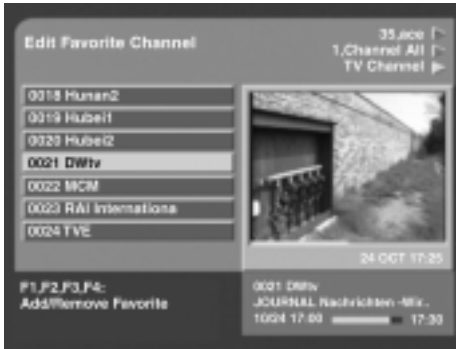 Edit Favorite Channel
35,ace
1,Channel All
TV Channel
0018 Hunan2
0019 Hubei1
0020 Hubei2
0021 DWtv
0022 MCM
0023 RAI Internationa
0024 TVE
24 OCT 17:25
F1,F2,F3,F4:
Add/Remove Favorite
0021 DWtv
JOURNAL Nachrichten -Wir..
10/24 17:00 17:30